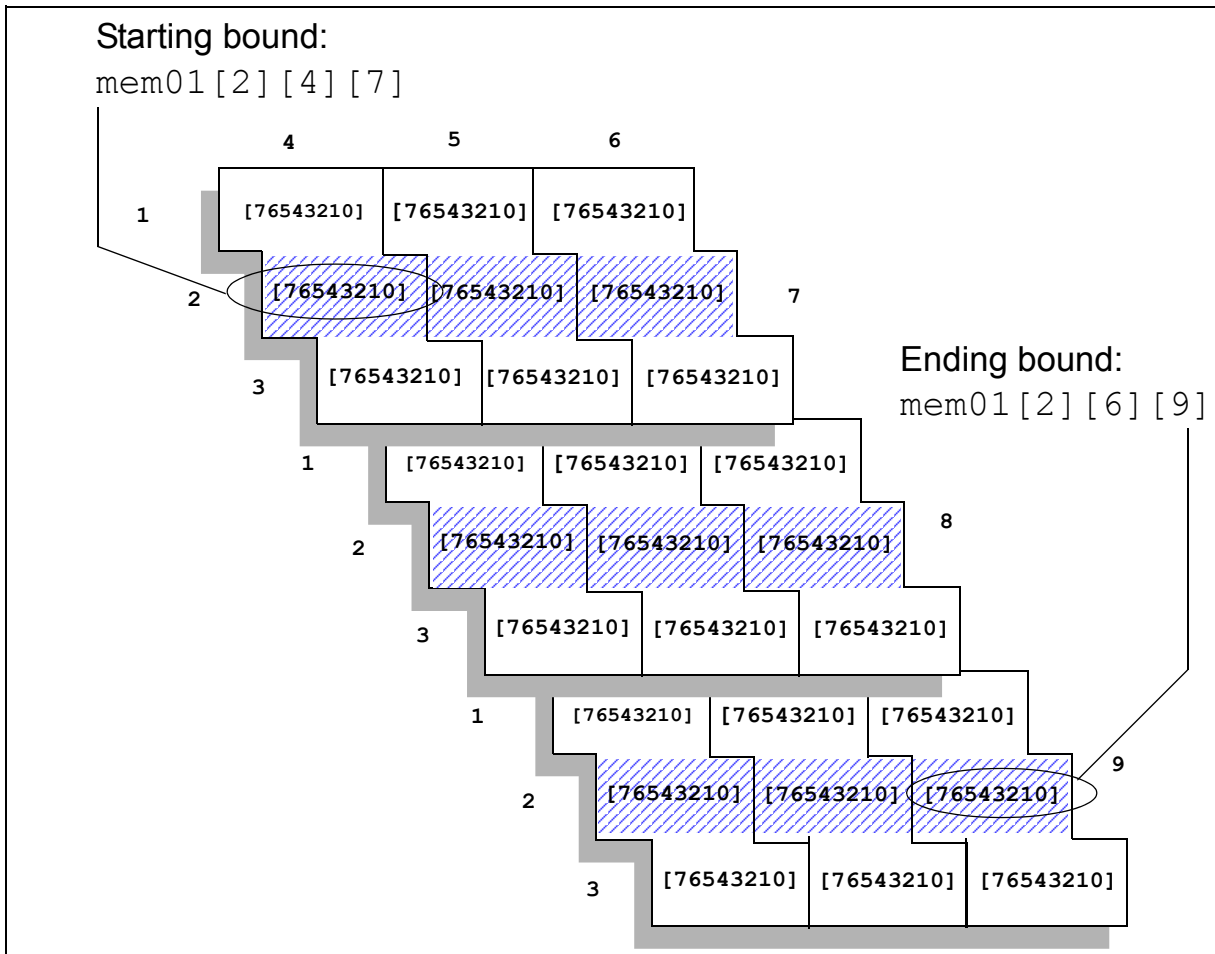 Starting bound:
mem01[2][4][7]
4 5 6
1 [76543210] [76543210] [76543210]
2 [76543210] [76543210] [76543210] 7
3 [76543210] [76543210] [76543210]
Ending bound:
mem01[2][6][9]
1 [76543210] [76543210] [76543210]
2 [76543210] [76543210] [76543210] 8
3 [76543210] [76543210] [76543210]
1 [76543210] [76543210] [76543210]
2 [76543210] [76543210] [76543210] 9
3 [76543210] [76543210] [76543210]